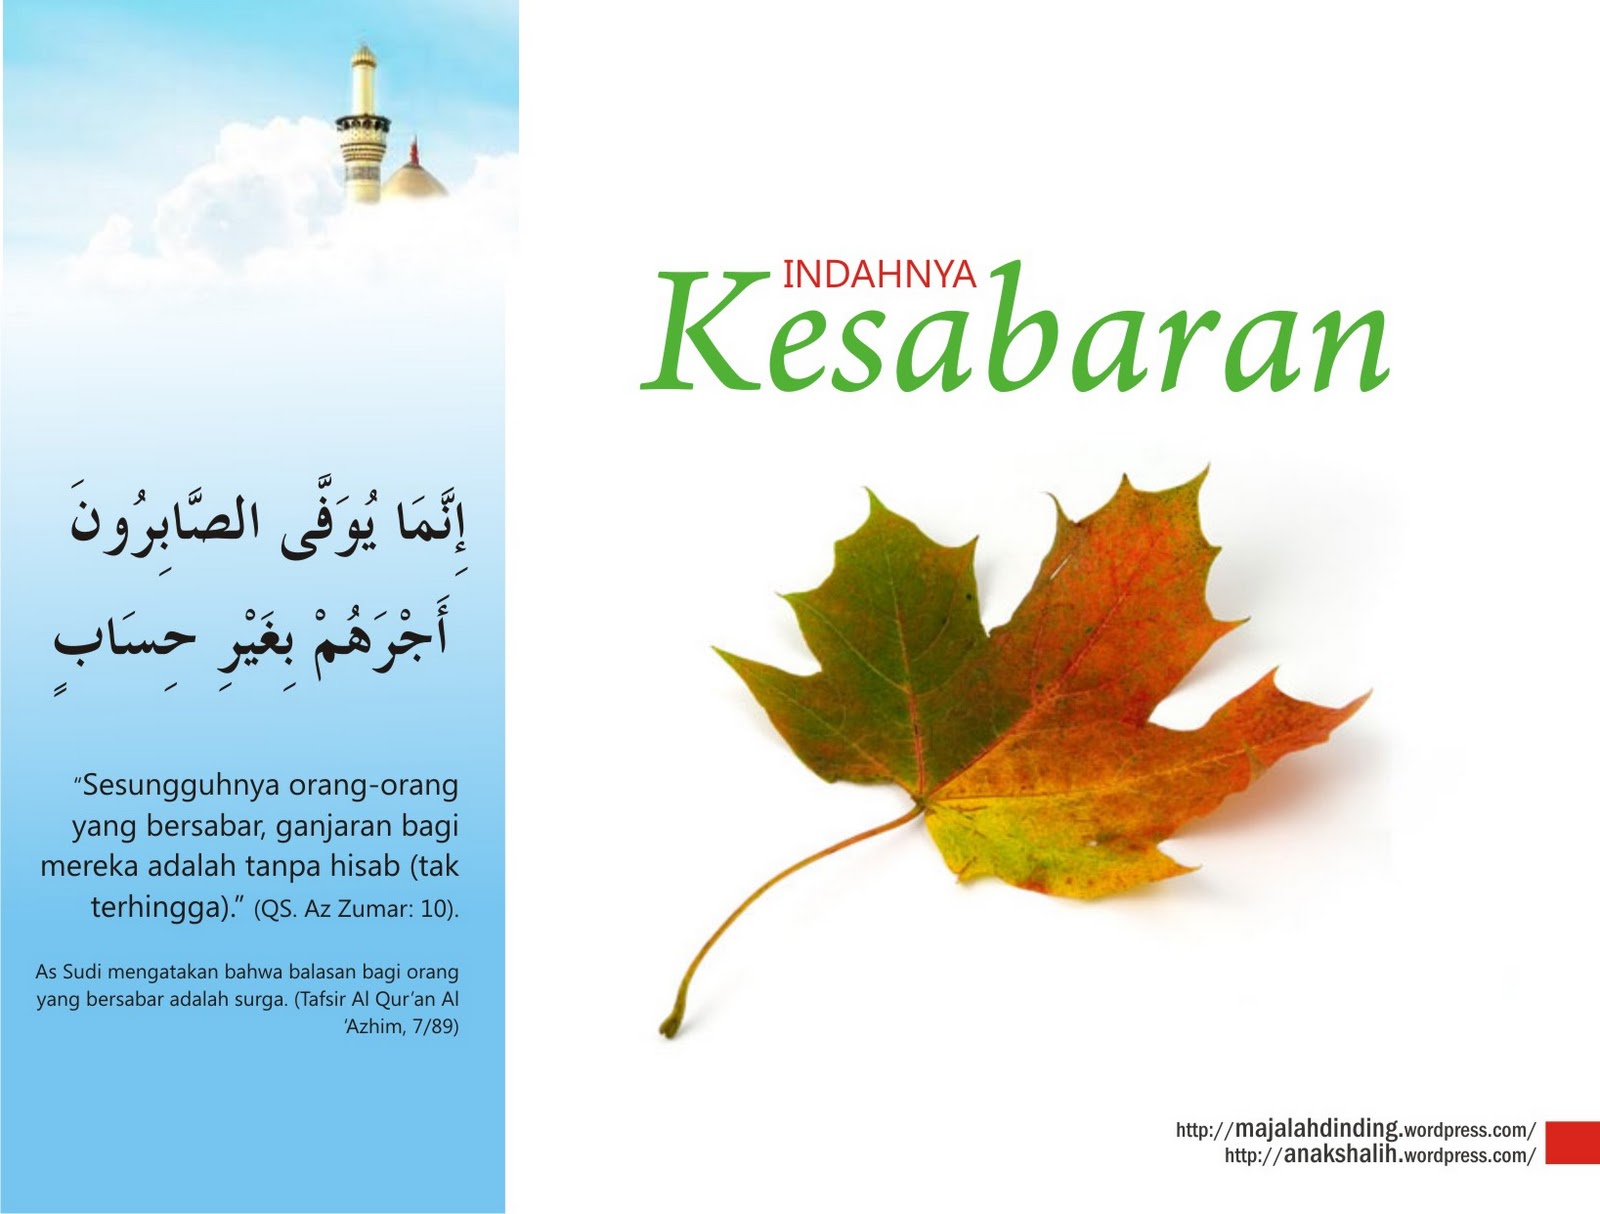 INDAHNYA
Kesabaran
إِنَّمَا يُوَفَّى الصَّابِرُونَ
أَجْرَهُمْ بِغَيْرِ حِسَابٍ
“Sesungguhnya orang-orang
yang bersabar, ganjaran bagi
mereka adalah tanpa hisab (tak
terhingga).” (QS. Az Zumar: 10).
As Sudi mengatakan bahwa balasan bagi orang
yang bersabar adalah surga. (Tafsir Al Qur’an Al
‘Azhim, 7/89)
http://majalahdinding.wordpress.com/
http://anakshalih.wordpress.com/